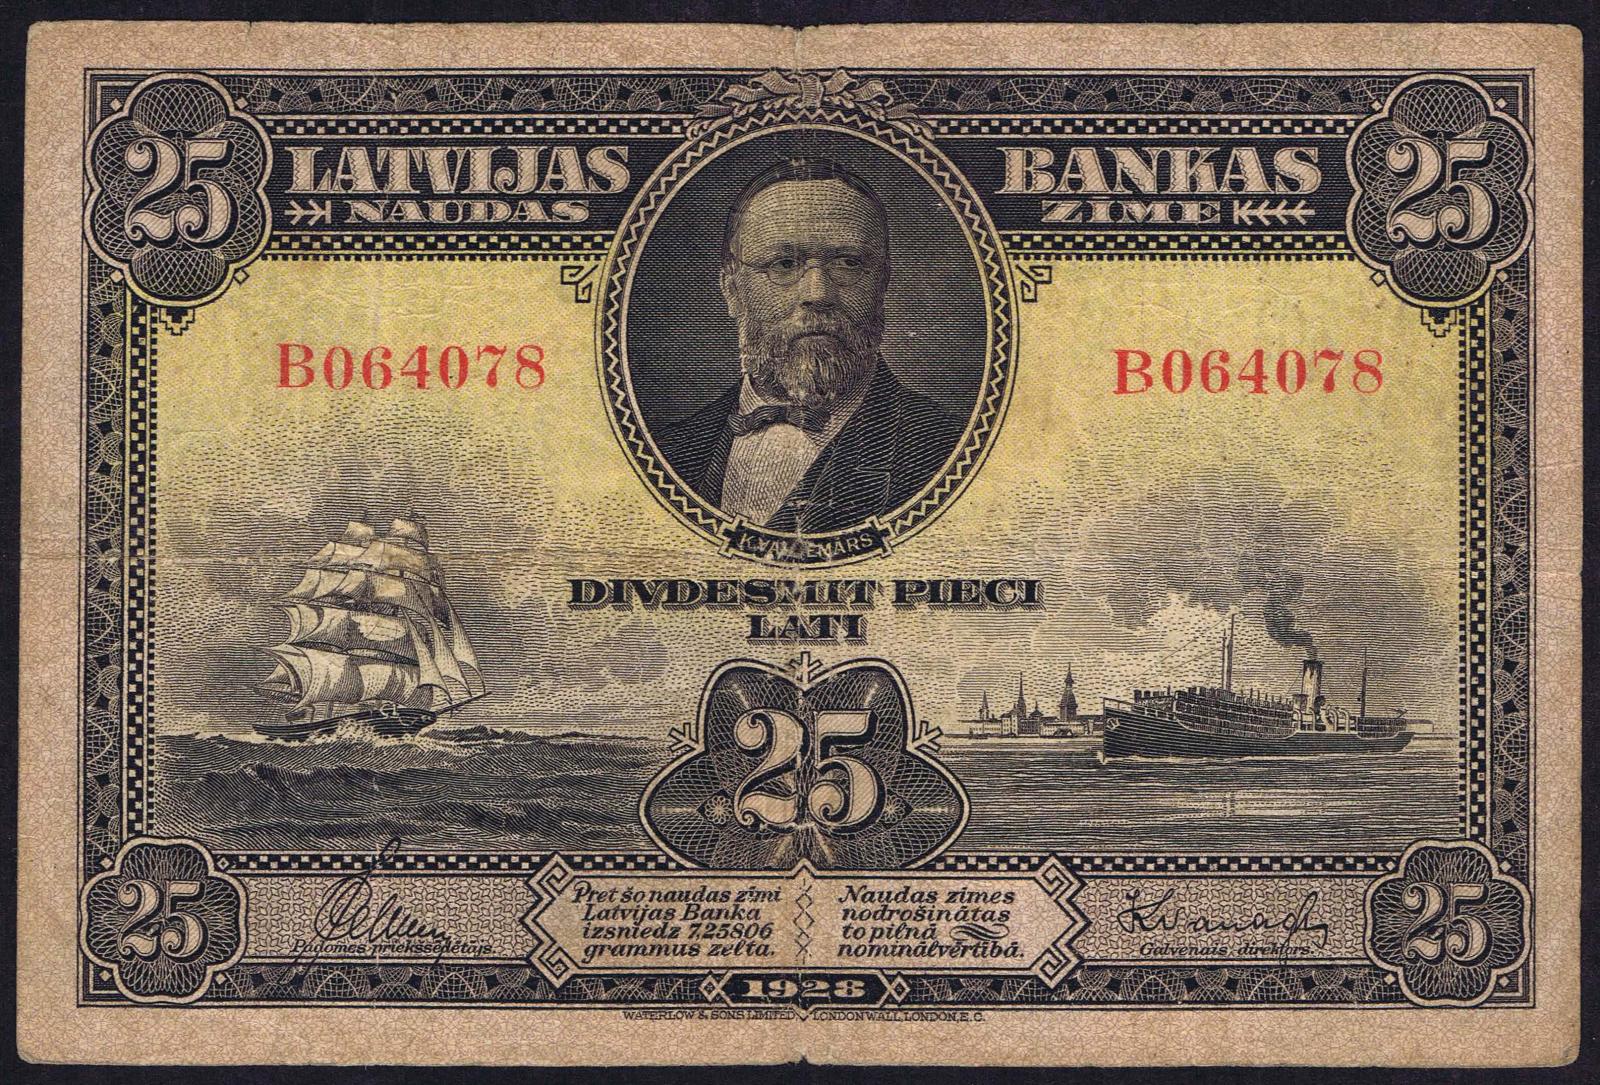 25 LATVIJAS BANKAS 25
NAUDAS ZIME
B064078 B064078
K.VALDEMĀRS
DIVDESMIT PIECI
LATI
25
25 25
Pret šo naudas zīmi
Latvijas Banka
izsniedz 7.25806
grammus zelta.
Naudas zīmes
nodrošinātas
to pilnā
nominālvērtībā.
Padomes priekšsēdētājs.
Galvenais direktors.
1928
WATERLOW & SONS LIMITED, LONDON WALL, LONDON, E.C.